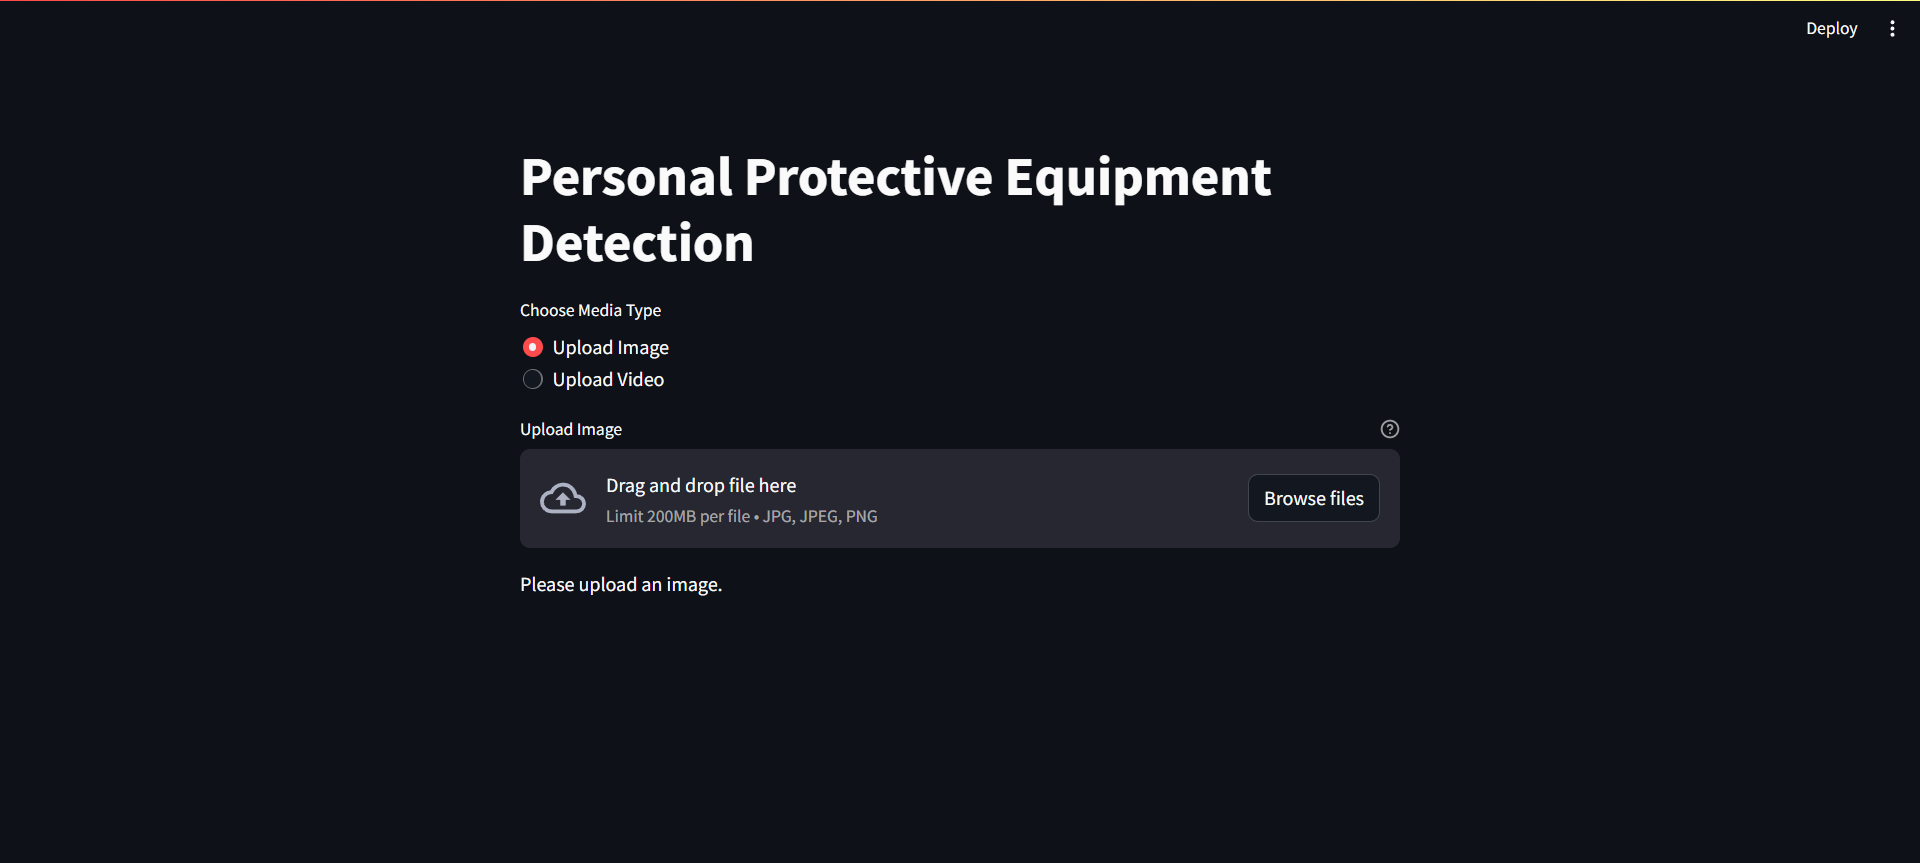 Deploy
Personal Protective Equipment
Detection
Choose Media Type
Upload Image
Upload Video
Upload Image
Drag and drop file here
Limit 200MB per file • JPG, JPEG, PNG
Browse files
Please upload an image.